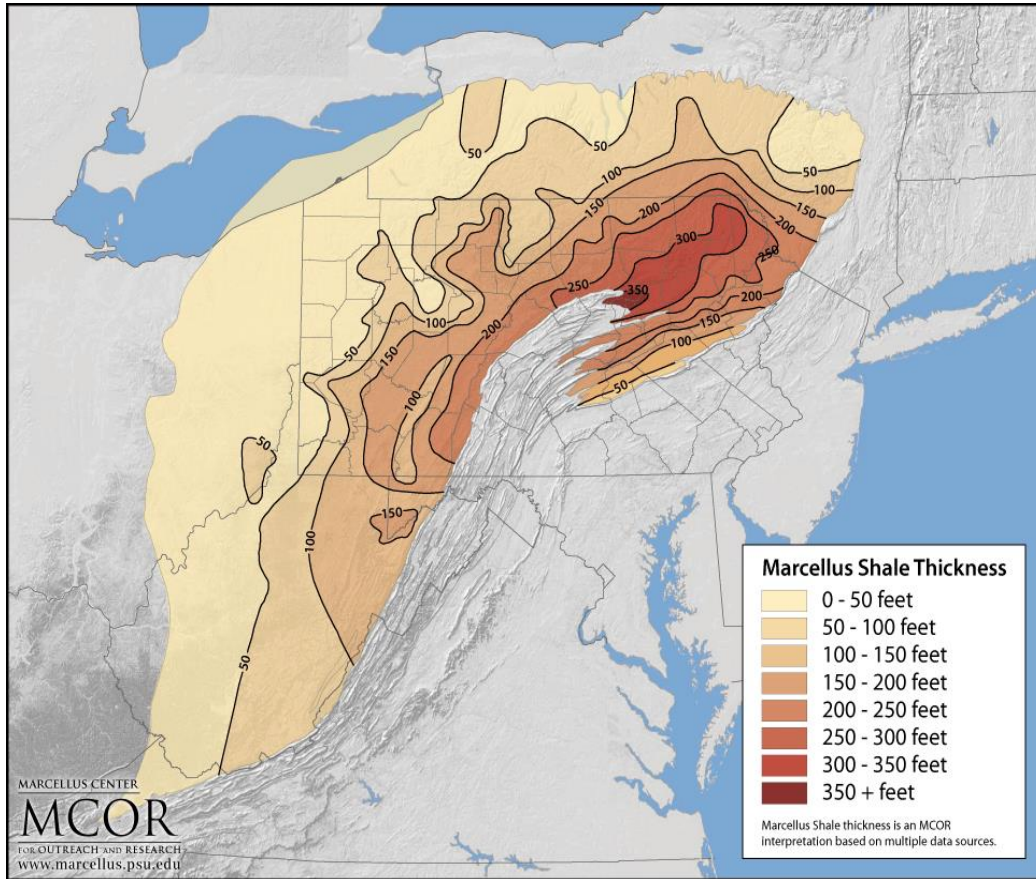 50
50
50
100
100
150
150
200
200
300
250
250
350
200
150
100
50
100
150
200
50
100
50
150
100
50
Marcellus Shale Thickness
0 - 50 feet
50 - 100 feet
100 - 150 feet
150 - 200 feet
200 - 250 feet
250 - 300 feet
300 - 350 feet
350 + feet
Marcellus Shale thickness is an MCOR
interpretation based on multiple data sources.
MARCELLUS CENTER
MCOR
FOR OUTREACH AND RESEARCH
www.marcellus.psu.edu